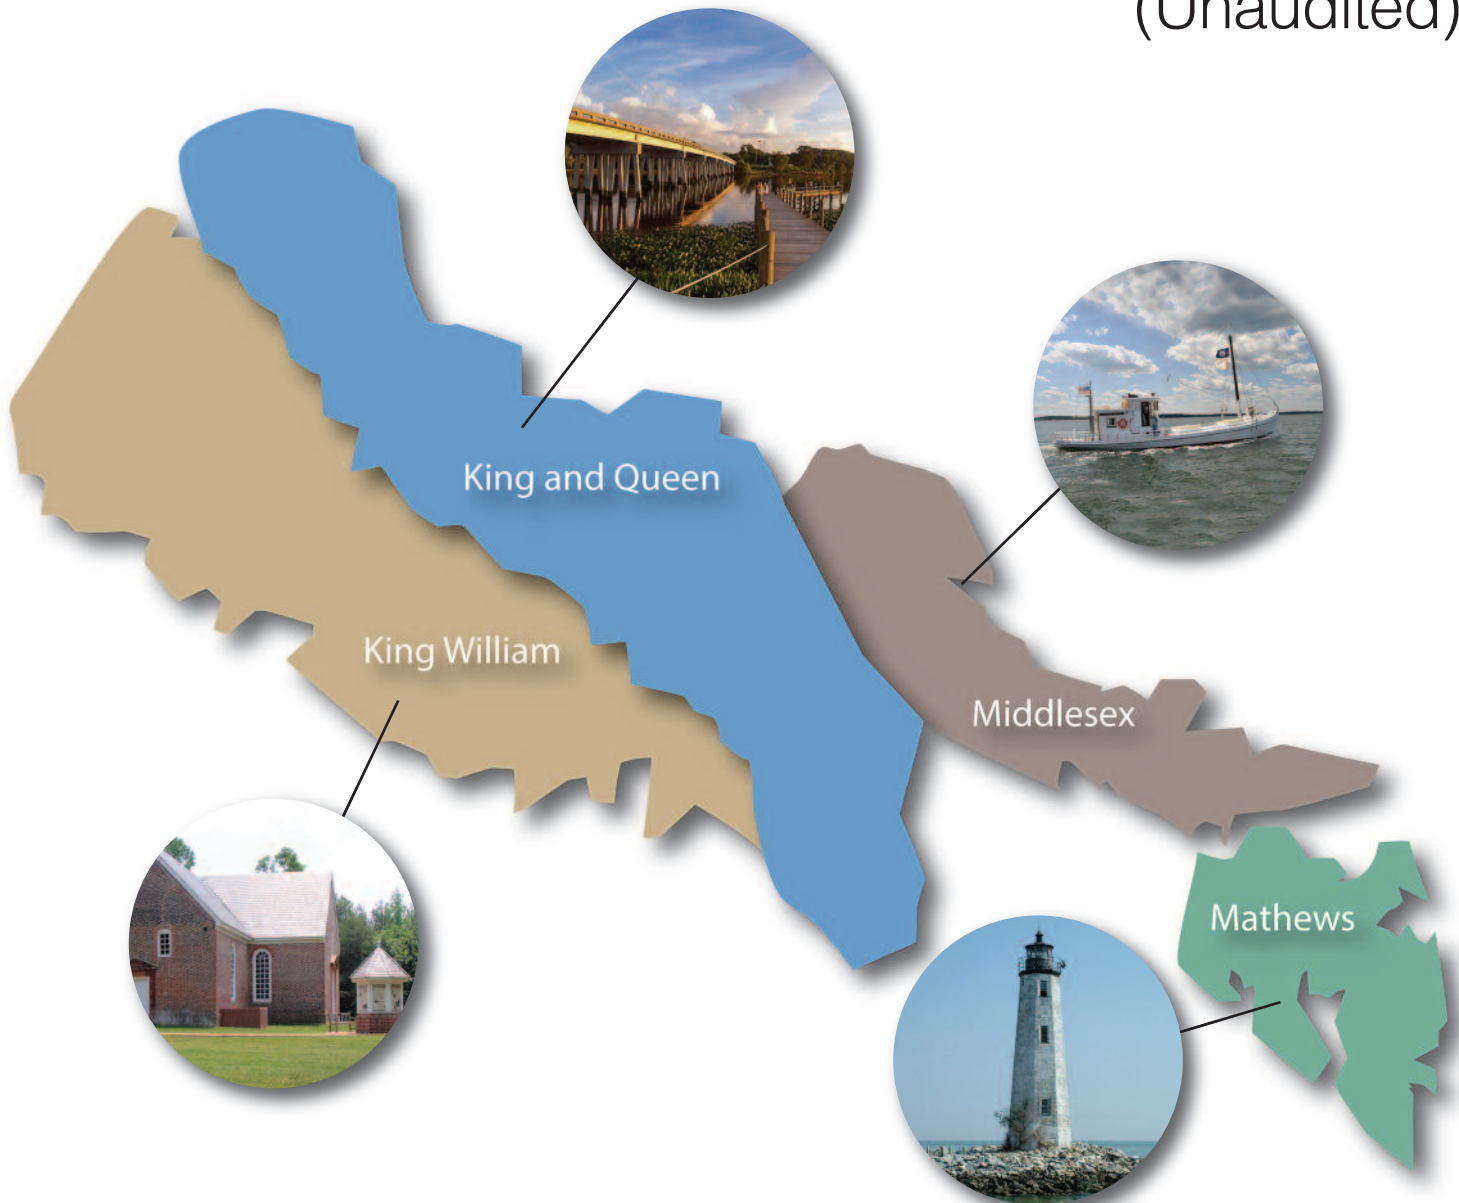 (Unaudited)
King and Queen
King William
Middlesex
Mathews